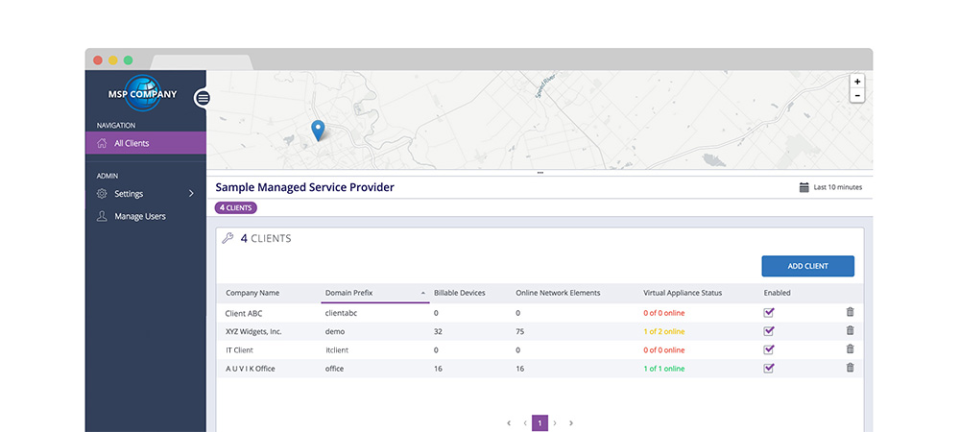 MSP COMPANY
NAVIGATION
All Clients
ADMIN
Settings
Manage Users
Speed River
+
-
Sample Managed Service Provider
Last 10 minutes
4 CLIENTS
4 CLIENTS
ADD CLIENT
Company Name Domain Prefix Billable Devices Online Network Elements Virtual Appliance Status Enabled
Client ABC clientabc 0 0 0 of 0 online
XYZ Widgets, Inc. demo 32 75 1 of 2 online
IT Client itclient 0 0 0 of 0 online
A U V I K Office office 16 16 1 of 1 online
« ‹ 1 › »